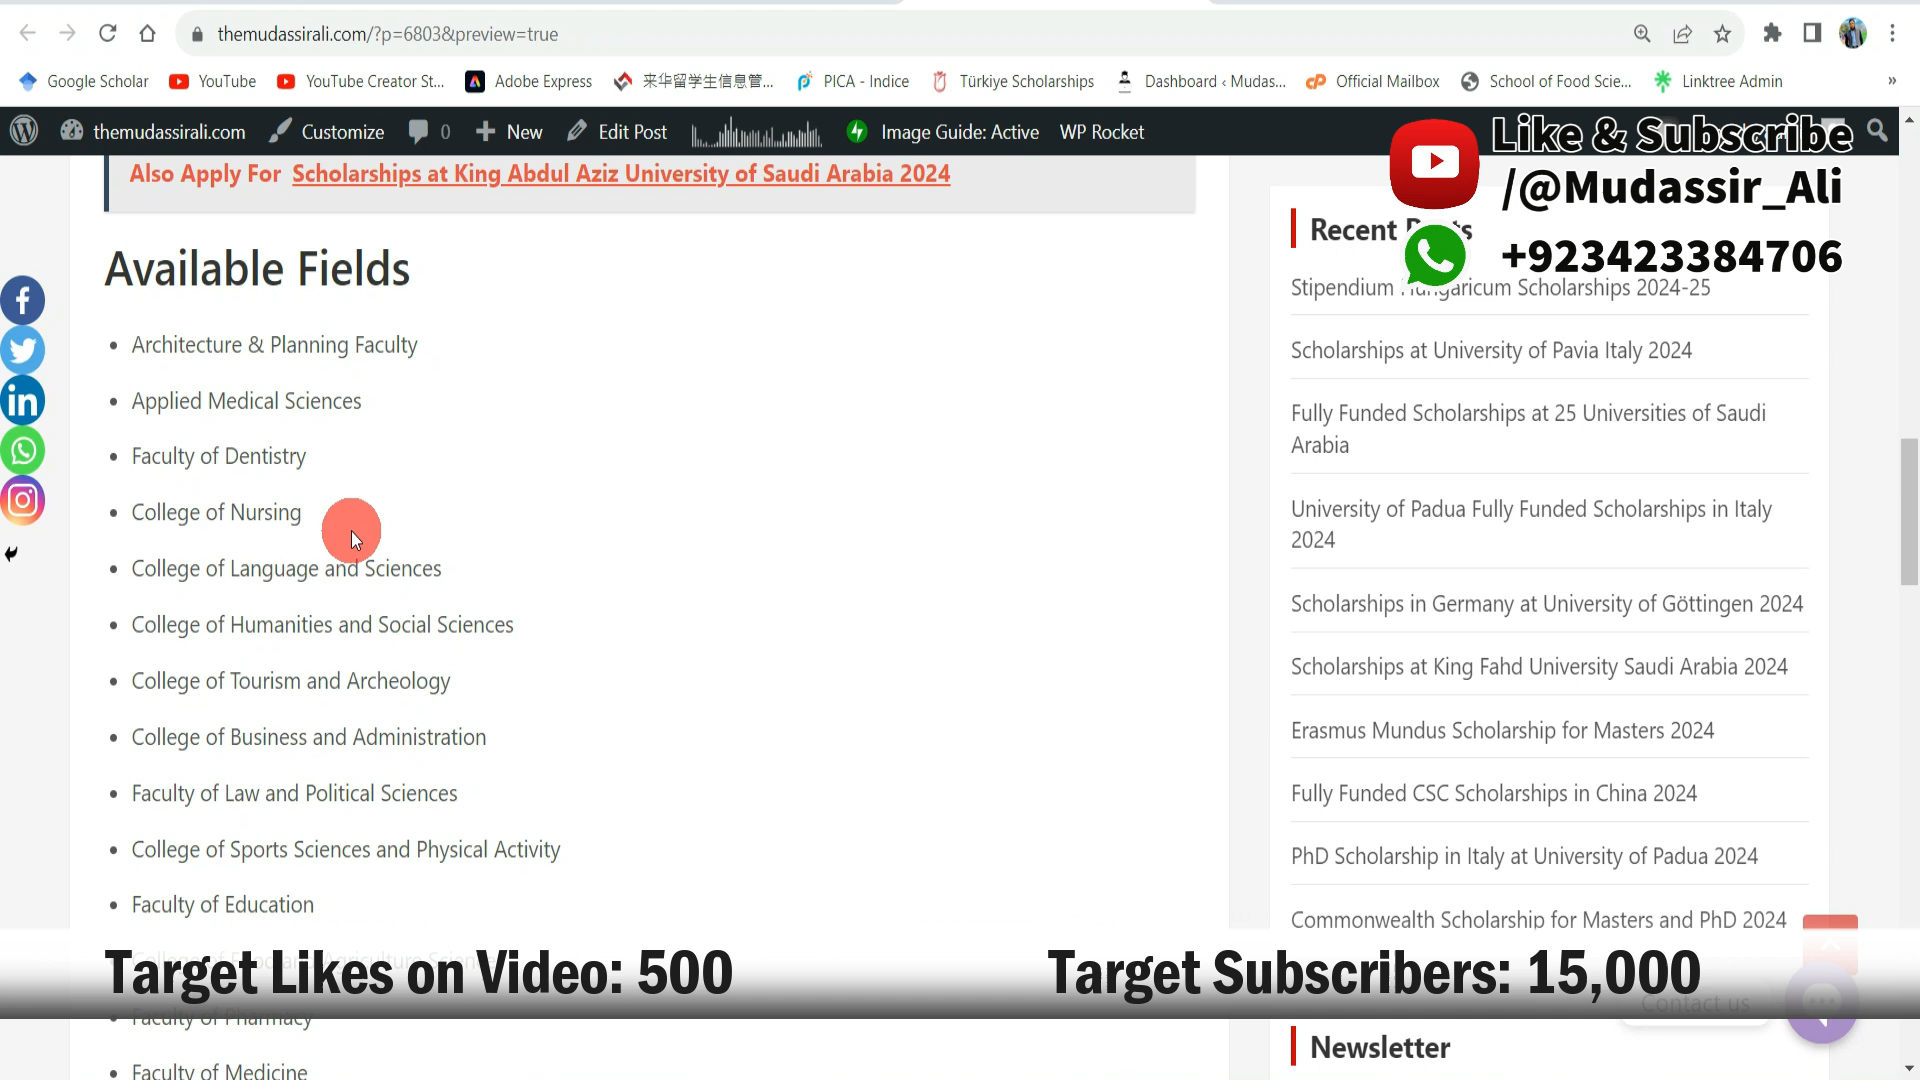 themudassirali.com/?p=6803&preview=true
Google Scholar
YouTube
YouTube Creator St...
Adobe Express
来华留学生信息管...
PICA - Indice
Türkiye Scholarships
Dashboard ‹ Mudas...
Official Mailbox
School of Food Scie...
Linktree Admin
»
themudassirali.com
Customize
0
New
Edit Post
Image Guide: Active
WP Rocket
Like & Subscribe
/@Mudassir_Ali
+923423384706
Also Apply For Scholarships at King Abdul Aziz University of Saudi Arabia 2024
Available Fields
• Architecture & Planning Faculty
• Applied Medical Sciences
• Faculty of Dentistry
• College of Nursing
• College of Language and Sciences
• College of Humanities and Social Sciences
• College of Tourism and Archeology
• College of Business and Administration
• Faculty of Law and Political Sciences
• College of Sports Sciences and Physical Activity
• Faculty of Education
• Faculty of Pharmacy
• Faculty of Medicine
Recent Posts
Stipendium Hungaricum Scholarships 2024-25
Scholarships at University of Pavia Italy 2024
Fully Funded Scholarships at 25 Universities of Saudi
Arabia
University of Padua Fully Funded Scholarships in Italy
2024
Scholarships in Germany at University of Göttingen 2024
Scholarships at King Fahd University Saudi Arabia 2024
Erasmus Mundus Scholarship for Masters 2024
Fully Funded CSC Scholarships in China 2024
PhD Scholarship in Italy at University of Padua 2024
Commonwealth Scholarship for Masters and PhD 2024
Target Likes on Video: 500
Target Subscribers: 15,000
Contact us
Newsletter